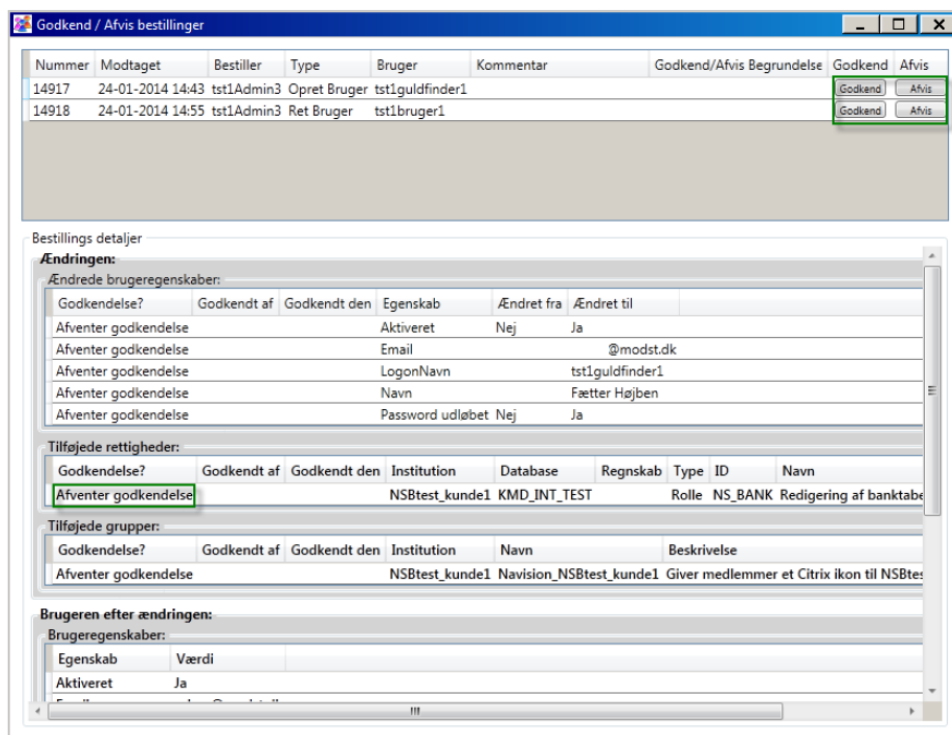 Godkend / Afvis bestillinger
Nummer Modtaget Bestiller Type Bruger Kommentar Godkend/Afvis Begrundelse Godkend Afvis
14917 24-01-2014 14:43 tst1Admin3 Opret Bruger tst1guldfinder1 Godkend Afvis
14918 24-01-2014 14:55 tst1Admin3 Ret Bruger tst1bruger1 Godkend Afvis
Bestillings detaljer
Ændringen:
Ændrede brugeregenskaber:
Godkendelse? Godkendt af Godkendt den Egenskab Ændret fra Ændret til
Afventer godkendelse Aktiveret Nej Ja
Afventer godkendelse Email @modst.dk
Afventer godkendelse LogonNavn tst1guldfinder1
Afventer godkendelse Navn Fætter Højben
Afventer godkendelse Password udløbet Nej Ja
Tilføjede rettigheder:
Godkendelse? Godkendt af Godkendt den Institution Database Regnskab Type ID Navn
Afventer godkendelse NSBtest_kunde1 KMD_INT_TEST Rolle NS_BANK Redigering af banktabe
Tilføjede grupper:
Godkendelse? Godkendt af Godkendt den Institution Navn Beskrivelse
Afventer godkendelse NSBtest_kunde1 Navision_NSBtest_kunde1 Giver medlemmer et Citrix ikon til NSBtes
Brugeren efter ændringen:
Brugeregenskaber:
Egenskab Værdi
Aktiveret Ja